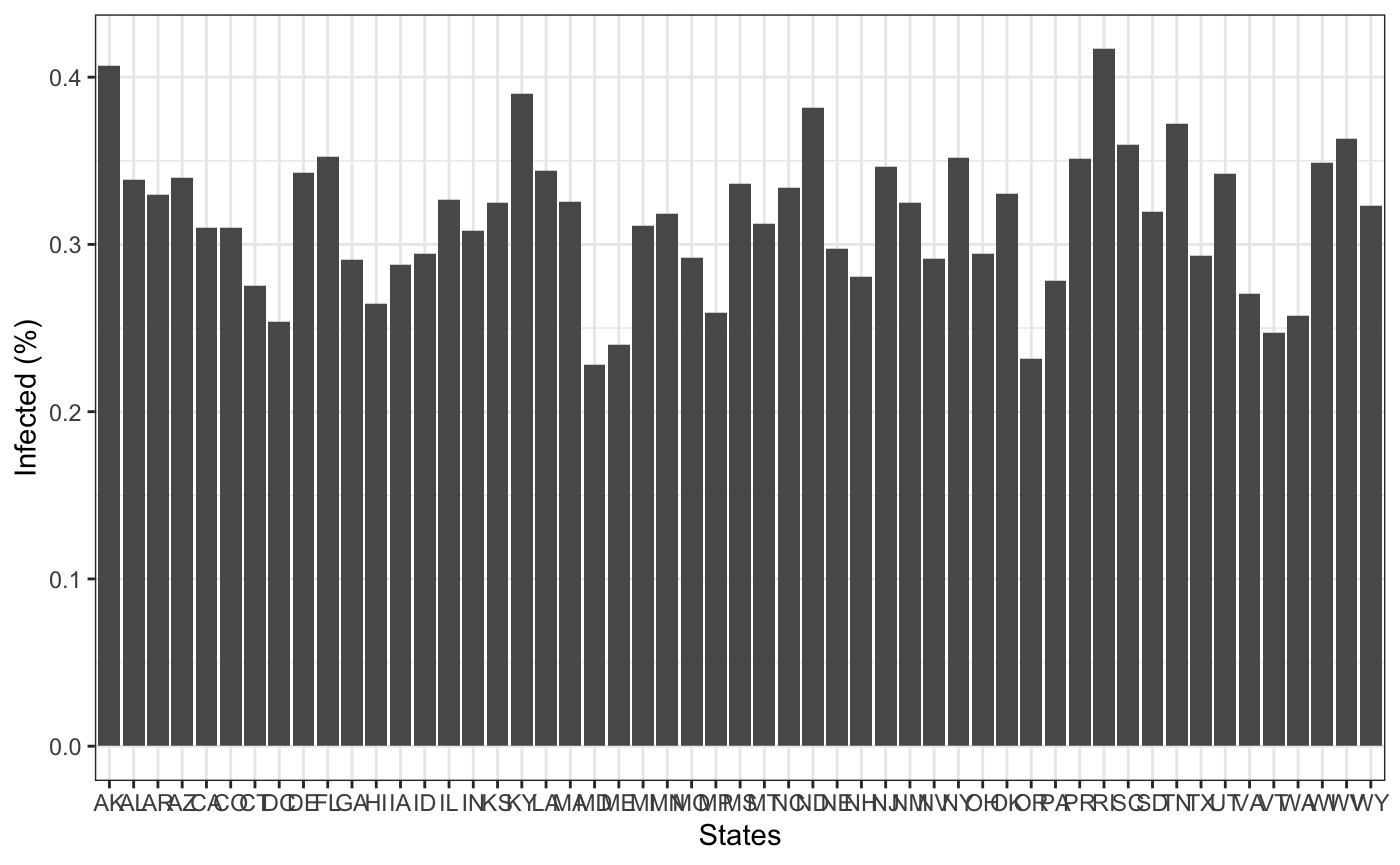 0.4
0.3
0.2
0.1
0.0
Infected (%)
AK AL AR AZ CA CO CT DC DE FL GA HI IA ID IL IN KS KY LA MA MD ME MI MN MO MP MS MT NC ND NE NH NJ NM NV NY OH OK OR PA PR RI SC SD TN TX UT VA VT WA WI WV WY
States